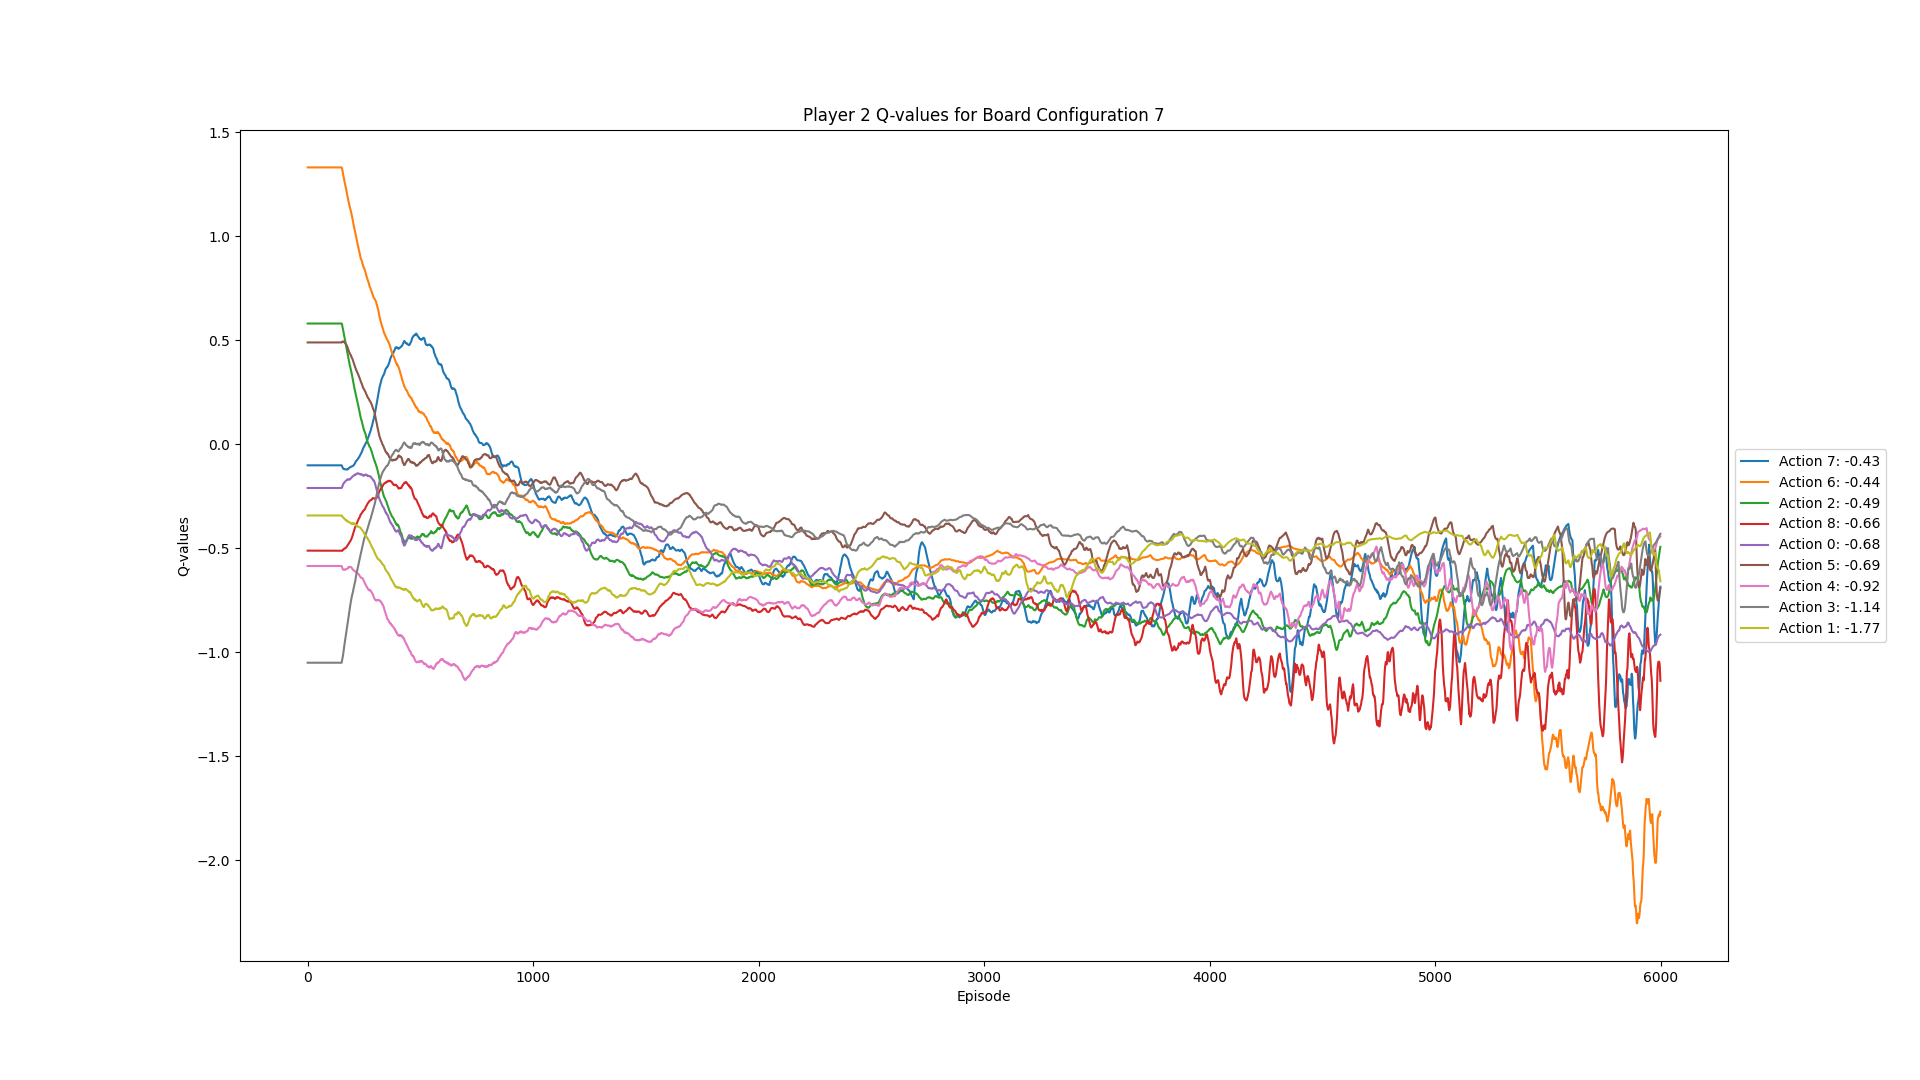 Player 2 Q-values for Board Configuration 7
1.5
1.0
0.5
0.0
−0.5
−1.0
−1.5
−2.0
Q-values
0
1000
2000
3000
4000
5000
6000
Episode
Action 7: -0.43
Action 6: -0.44
Action 2: -0.49
Action 8: -0.66
Action 0: -0.68
Action 5: -0.69
Action 4: -0.92
Action 3: -1.14
Action 1: -1.77